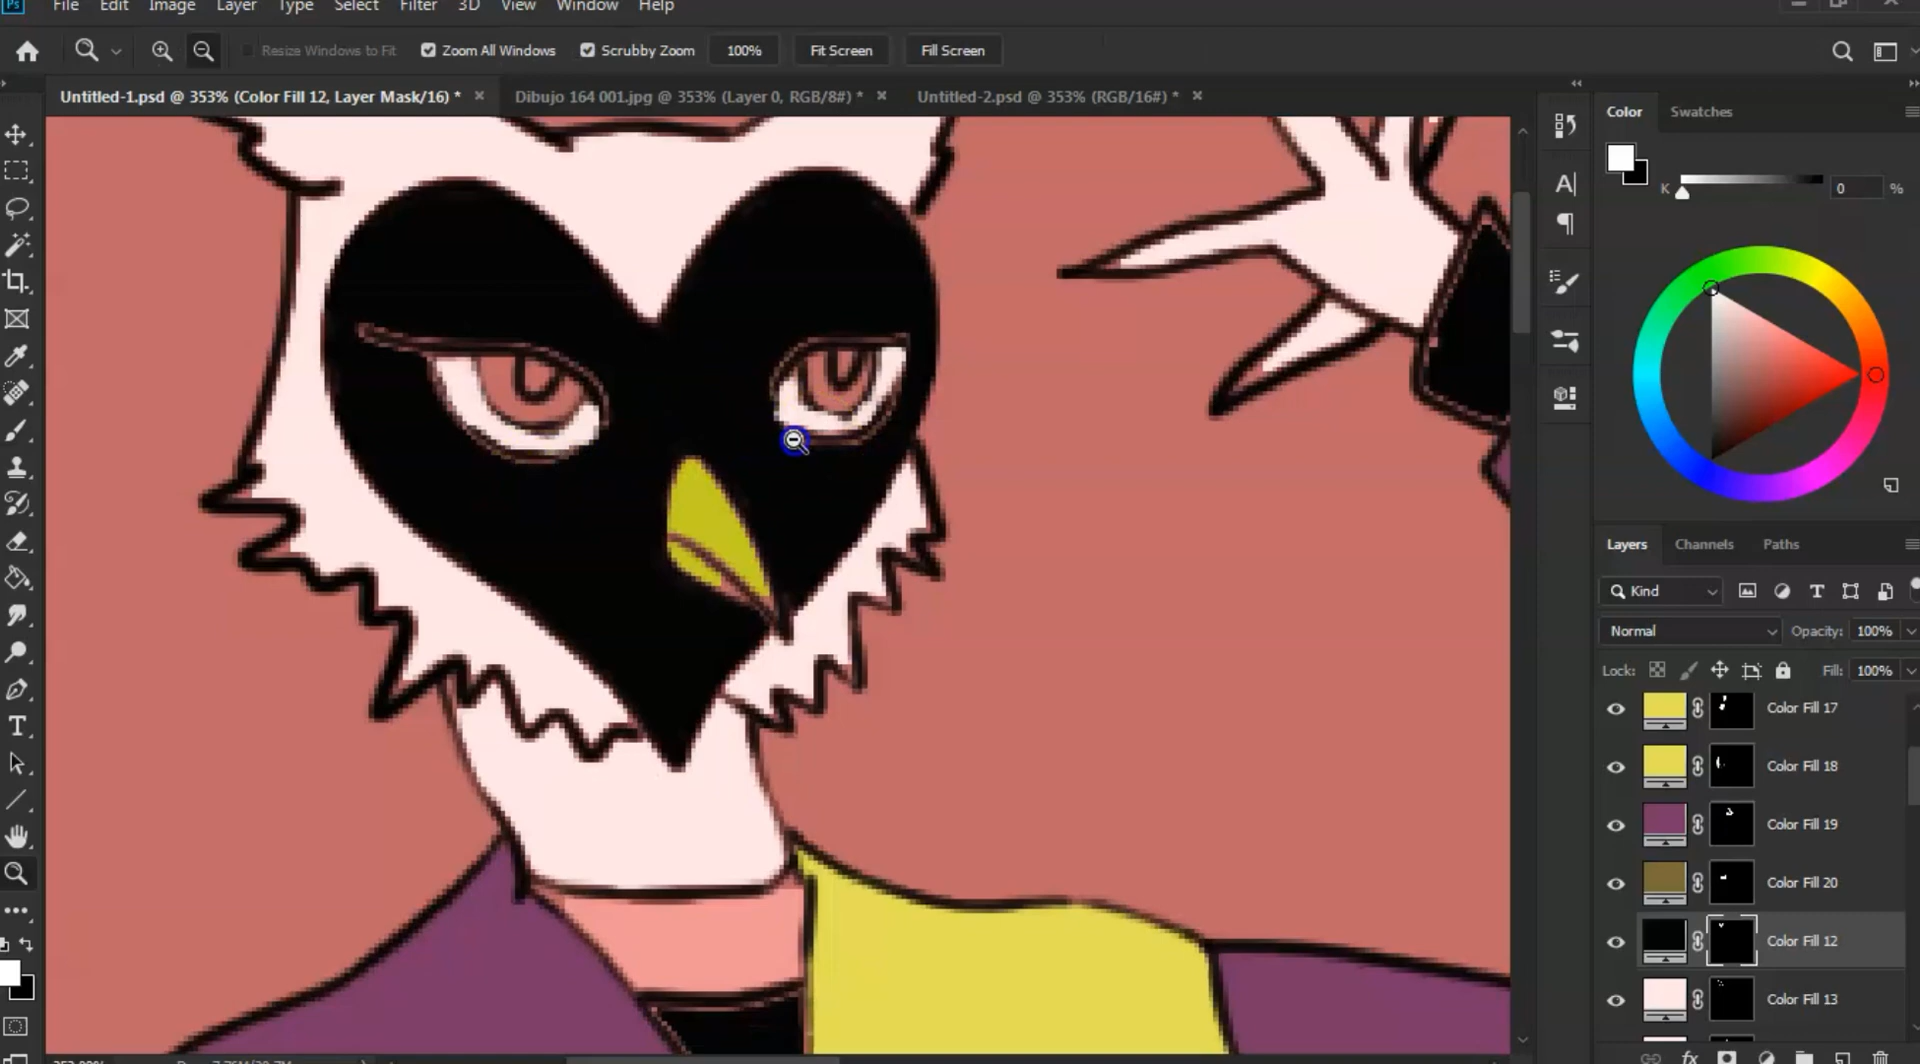 Ps File Edit Image Layer Type Select Filter 3D View Window Help
Resize Windows to Fit Zoom All Windows Scrubby Zoom 100% Fit Screen Fill Screen
Untitled-1.psd @ 353% (Color Fill 12, Layer Mask/16) * Dibujo 164 001.jpg @ 353% (Layer 0, RGB/8#) * Untitled-2.psd @ 353% (RGB/16#) *
Color Swatches
K 0 %
Layers Channels Paths
Kind
Normal Opacity: 100%
Lock: Fill: 100%
Color Fill 17
Color Fill 18
Color Fill 19
Color Fill 20
Color Fill 12
Color Fill 13
fx